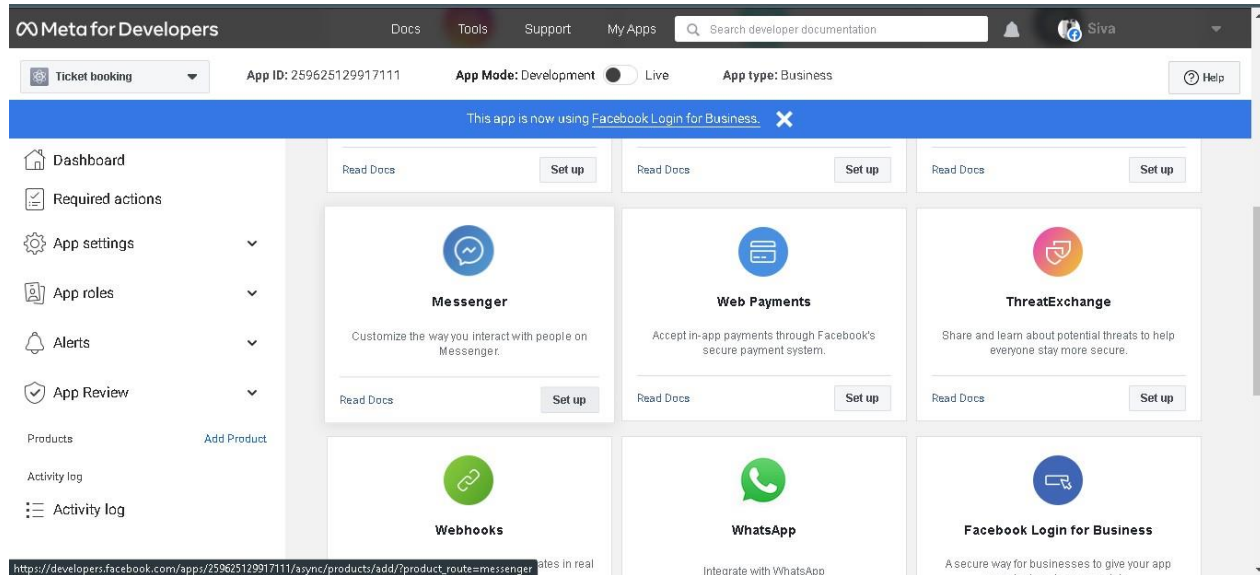 Meta for Developers
Docs Tools Support My Apps Search developer documentation Siva
Ticket booking App ID: 259625129917111 App Mode: Development Live App type: Business Help
This app is now using Facebook Login for Business.
Dashboard
Required actions
App settings
App roles
Alerts
App Review
Products Add Product
Activity log
Activity log
Read Docs Set up
Read Docs Set up
Read Docs Set up
Messenger
Customize the way you interact with people on
Messenger.
Read Docs Set up
Web Payments
Accept in-app payments through Facebook's
secure payment system.
Read Docs Set up
ThreatExchange
Share and learn about potential threats to help
everyone stay more secure.
Read Docs Set up
Webhooks
ates in real
WhatsApp
Integrate with WhatsApp
Facebook Login for Business
A secure way for businesses to give your app
https://developers.facebook.com/apps/259625129917111/async/products/add/?product_route=messenger